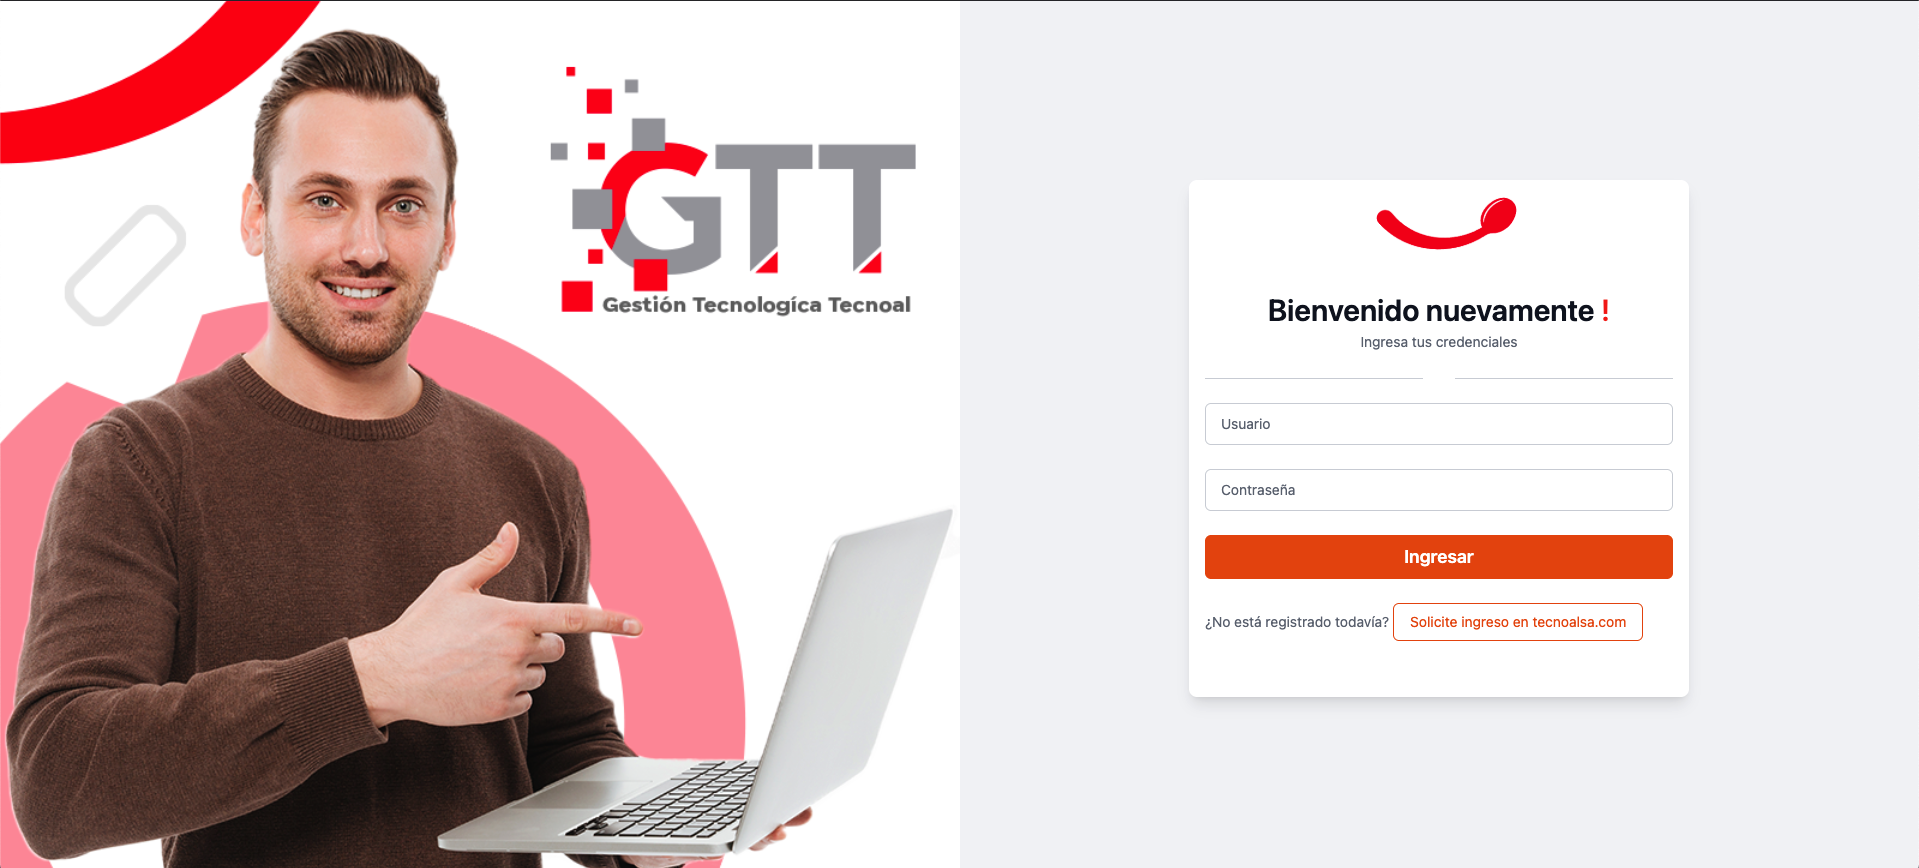 GTT
Gestión Tecnologíca Tecnoal
Bienvenido nuevamente !
Ingresa tus credenciales
Usuario
Contraseña
Ingresar
¿No está registrado todavía? Solicite ingreso en tecnoalsa.com